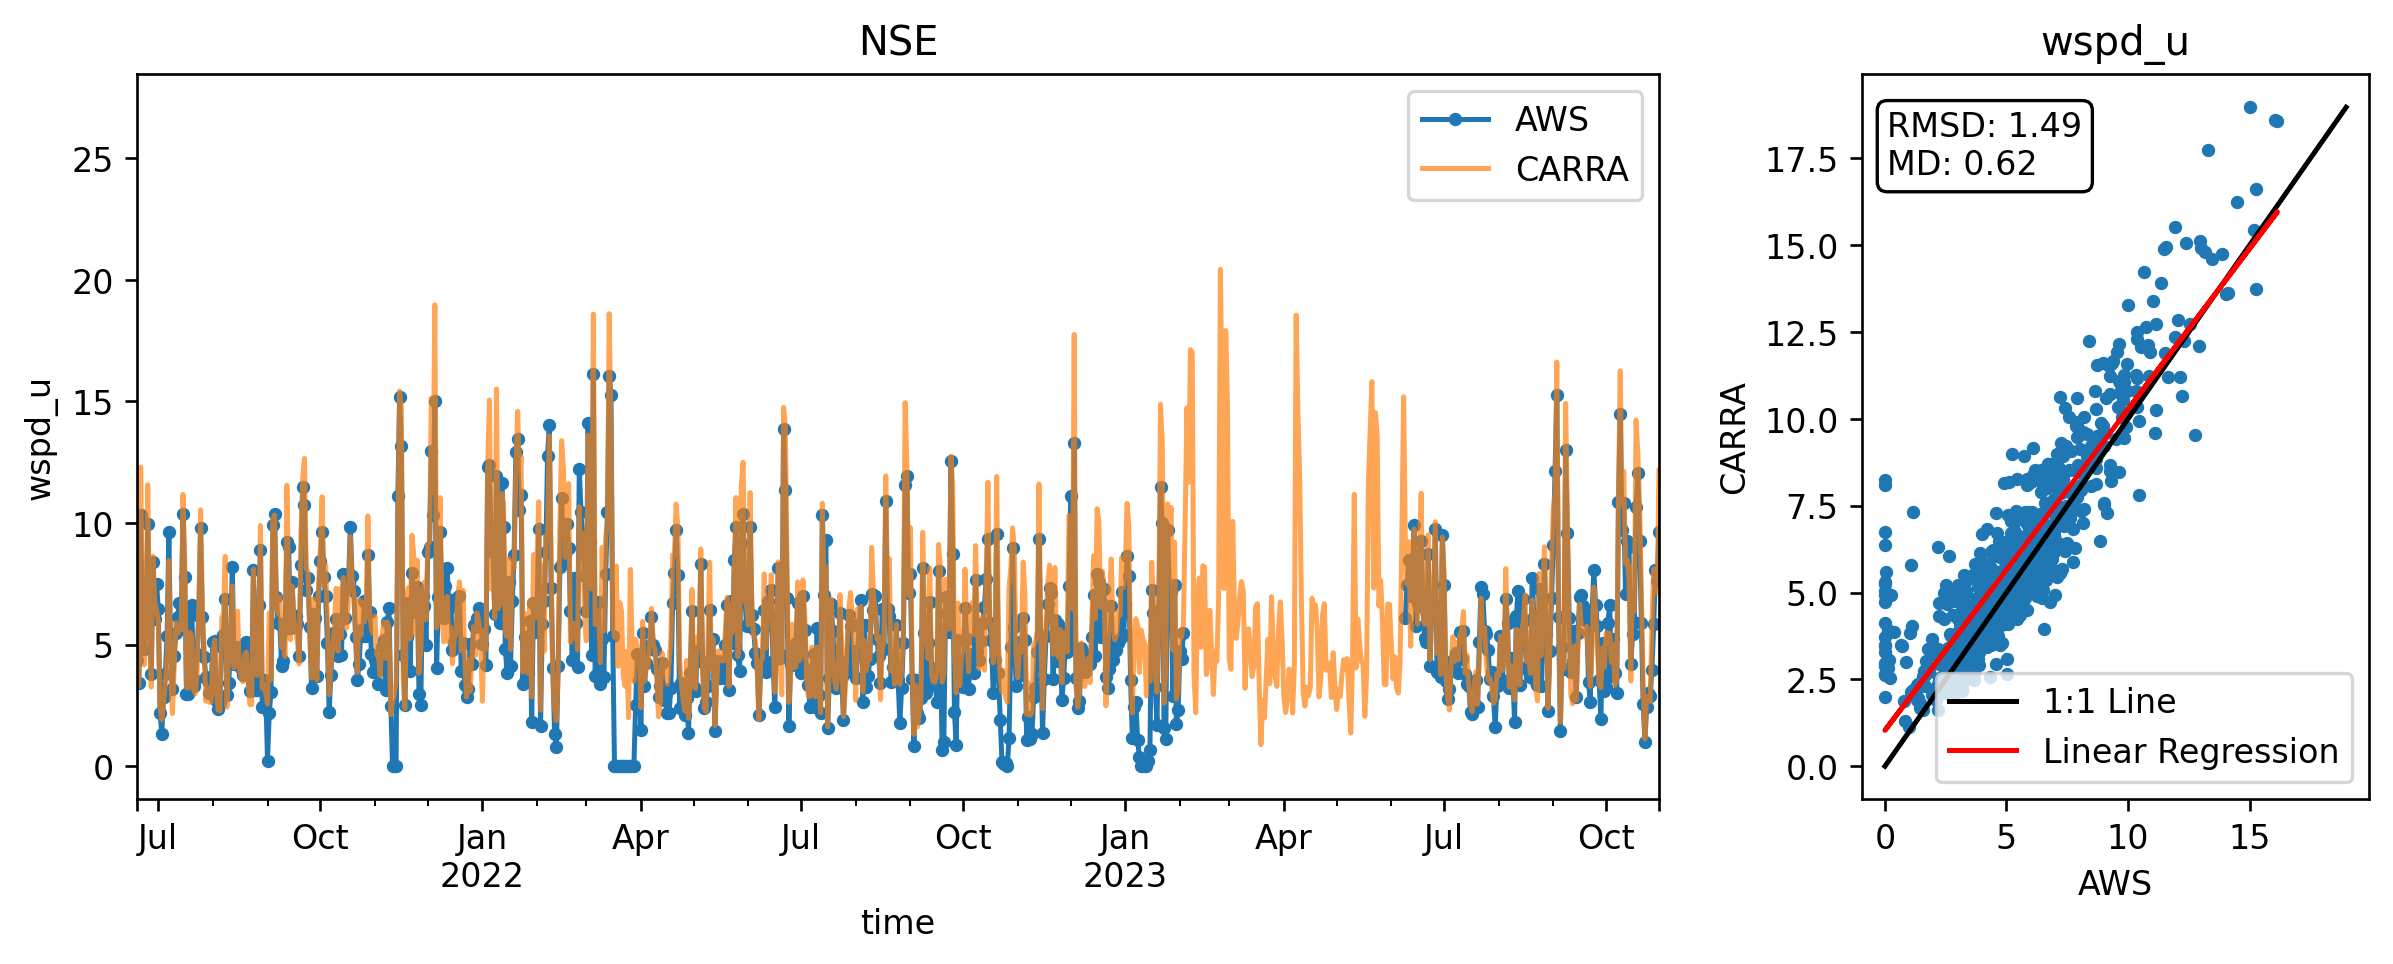 NSE
wspd_u
25
20
15
10
5
0
AWS
CARRA
Jul Oct Jan Apr Jul Oct Jan Apr Jul Oct
2022 2023
time
wspd_u
CARRA
17.5
15.0
12.5
10.0
7.5
5.0
2.5
0.0
RMSD: 1.49
MD: 0.62
1:1 Line
Linear Regression
0 5 10 15
AWS